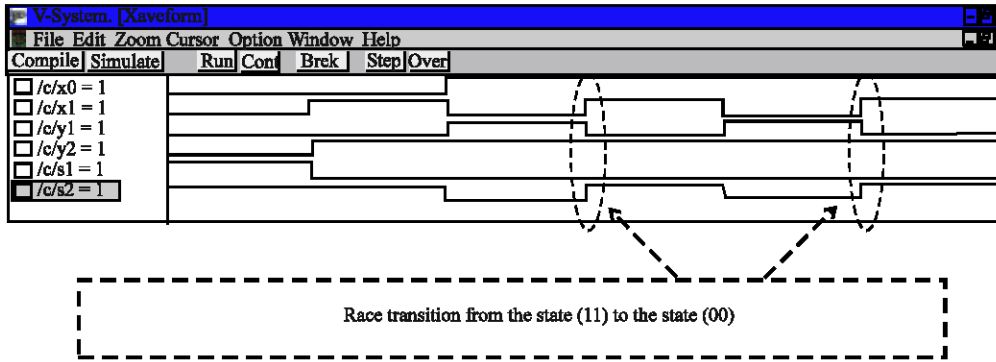 V-System. [Xaveform]
File Edit Zoom Cursor Option Window Help
Compile Simulate Run Cont Brek Step Over
/c/x0 = 1
/c/x1 = 1
/c/y1 = 1
/c/y2 = 1
/c/s1 = 1
/c/s2 = 1
Race transition from the state (11) to the state (00)